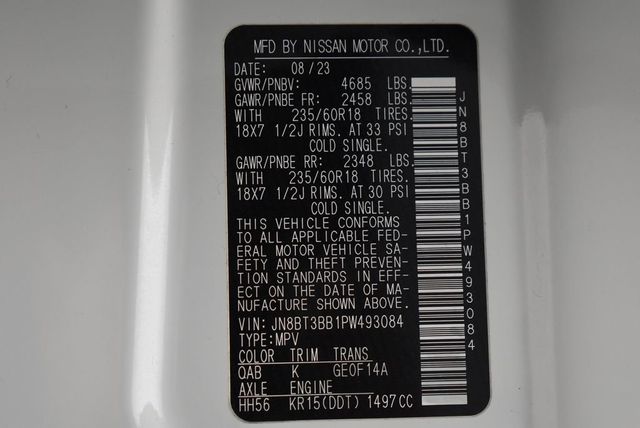 MFD BY NISSAN MOTOR CO.,LTD.
DATE: 08/23
GVWR/PNBV: 4685 LBS.
GAWR/PNBE FR: 2458 LBS.
WITH 235/60R18 TIRES.
18X7 1/2J RIMS. AT 33 PSI
COLD SINGLE.
GAWR/PNBE RR: 2348 LBS.
WITH 235/60R18 TIRES.
18X7 1/2J RIMS. AT 30 PSI
COLD SINGLE.
THIS VEHICLE CONFORMS
TO ALL APPLICABLE FED-
ERAL MOTOR VEHICLE SA-
FETY AND THEFT PREVEN-
TION STANDARDS IN EFF-
ECT ON THE DATE OF MA-
NUFACTURE SHOWN ABOVE.
VIN: JN8BT3BB1PW493084
TYPE:MPV
COLOR TRIM TRANS
QAB K GE0F14A
AXLE ENGINE
HH56 KR15(DDT) 1497CC
JN8BT3BB1PW493084